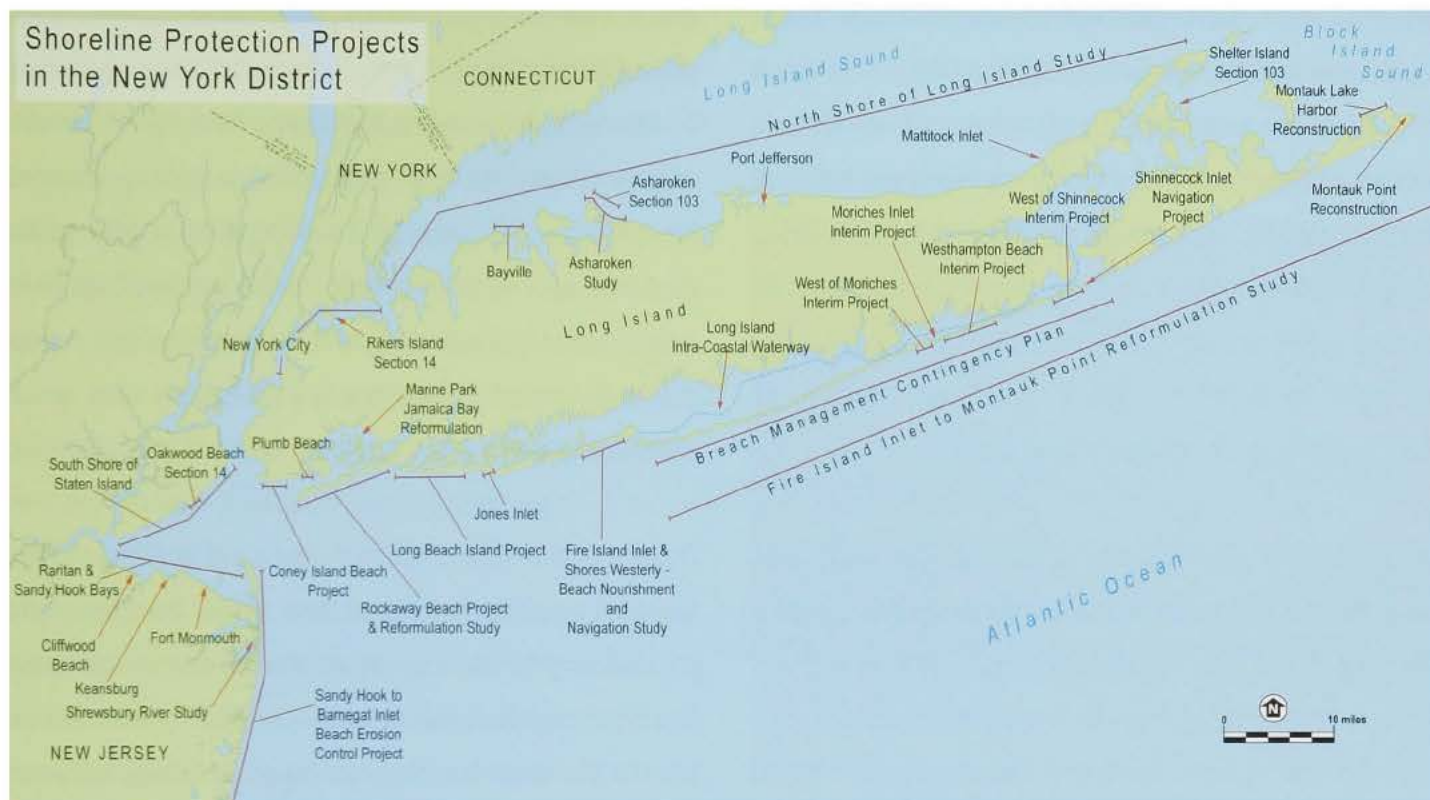 Shoreline Protection Projects
in the New York District
CONNECTICUT
NEW YORK
Long Island Sound
Block
Island
Sound
North Shore of Long Island Study
Shelter Island
Section 103
Montauk Lake
Harbor
Reconstruction
Mattitock Inlet
Port Jefferson
Asharoken
Section 103
Shinnecock Inlet
Navigation
Project
West of Shinnecock
Interim Project
Montauk Point
Reconstruction
Moriches Inlet
Interim Project
Westhampton Beach
Interim Project
Bayville
Asharoken
Study
West of Moriches
Interim Project
Long Island
Long Island
Intra-Coastal Waterway
New York City
Rikers Island
Section 14
Breach Management Contingency Plan
Fire Island Inlet to Montauk Point Reformulation Study
Marine Park
Jamaica Bay
Reformulation
Plumb Beach
Oakwood Beach
Section 14
South Shore of
Staten Island
Jones Inlet
Long Beach Island Project
Fire Island Inlet &
Shores Westerly -
Beach Nourishment
and
Navigation Study
Raritan &
Sandy Hook Bays
Coney Island Beach
Project
Rockaway Beach Project
& Reformulation Study
Atlantic Ocean
Fort Monmouth
Cliffwood
Beach
Keansburg
Shrewsbury River Study
Sandy Hook to
Barnegat Inlet
Beach Erosion
Control Project
NEW JERSEY
N
0 10 miles